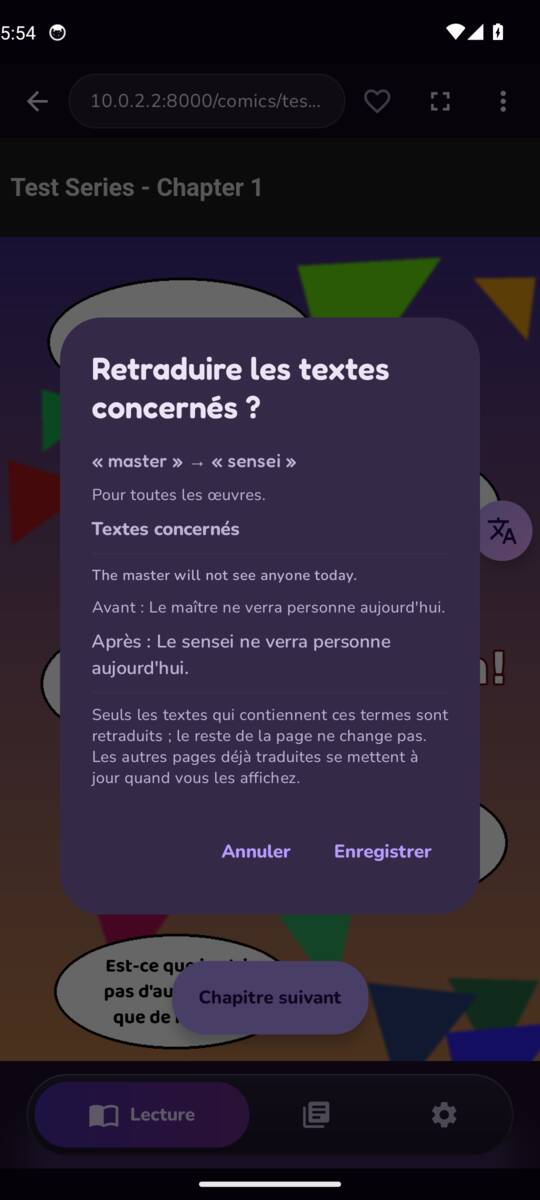 5:54
10.0.2.2:8000/comics/tes...
Test Series - Chapter 1
Retraduire les textes
concernés ?
« master » → « sensei »
Pour toutes les œuvres.
Textes concernés
The master will not see anyone today.
Avant : Le maître ne verra personne aujourd'hui.
Après : Le sensei ne verra personne
aujourd'hui.
Seuls les textes qui contiennent ces termes sont
retraduits ; le reste de la page ne change pas.
Les autres pages déjà traduites se mettent à
jour quand vous les affichez.
Annuler Enregistrer
Est-ce que
pas d'au
que de
Chapitre suivant
Lecture